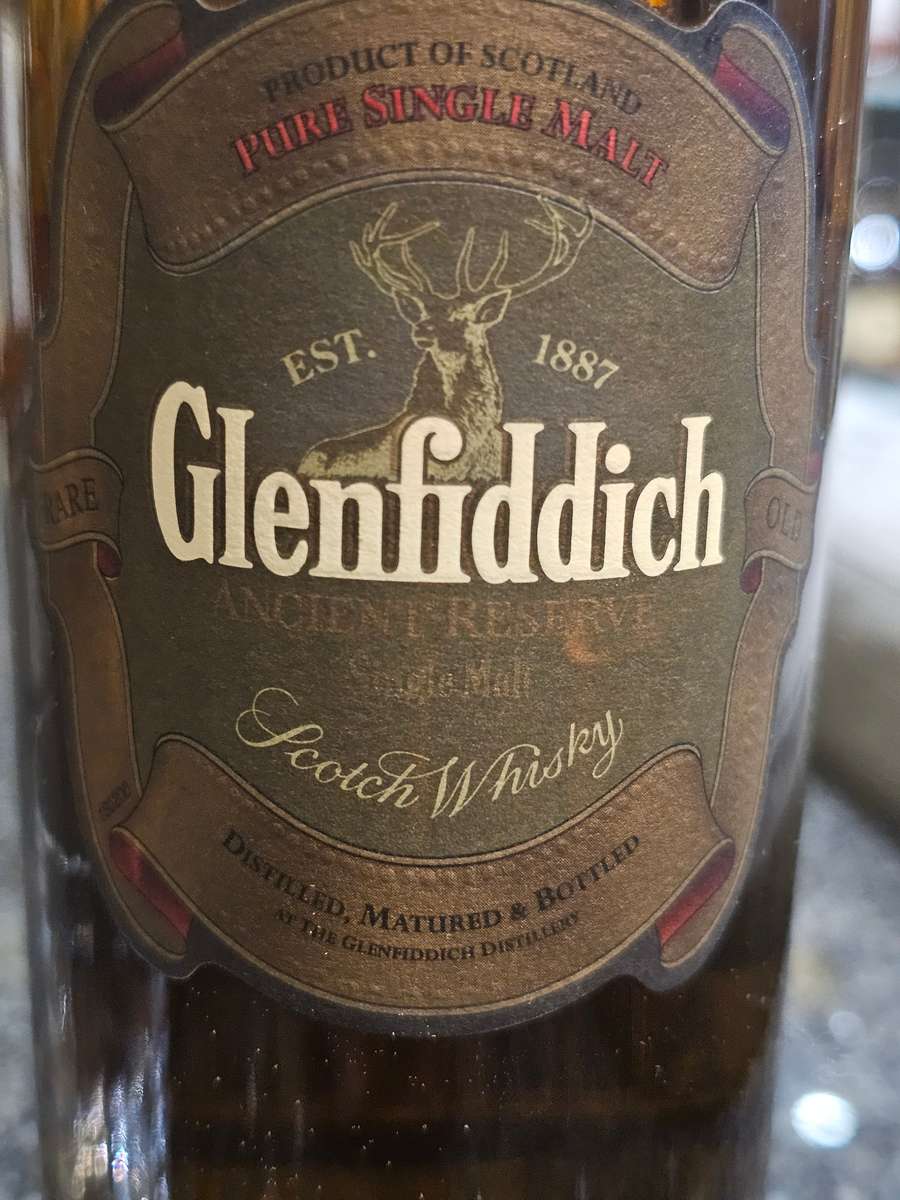 PRODUCT OF SCOTLAND
PURE SINGLE MALT
EST. 1887
Glenfiddich
RARE
OLD
ANCIENT RESERVE
Single Malt
Scotch Whisky
DISTILLED, MATURED & BOTTLED
AT THE GLENFIDDICH DISTILLERY